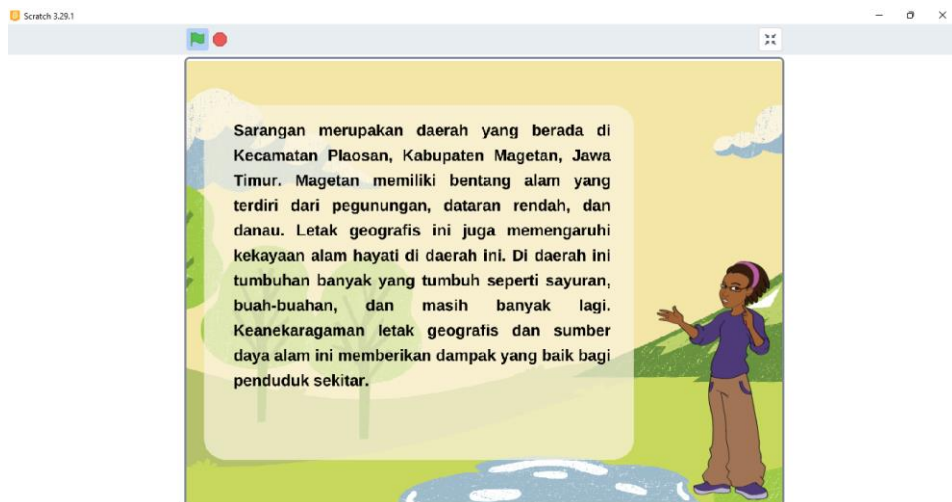 Scratch 3.29.1
Sarangan merupakan daerah yang berada di
Kecamatan Plaosan, Kabupaten Magetan, Jawa
Timur. Magetan memiliki bentang alam yang
terdiri dari pegunungan, dataran rendah, dan
danau. Letak geografis ini juga memengaruhi
kekayaan alam hayati di daerah ini. Di daerah ini
tumbuhan banyak yang tumbuh seperti sayuran,
buah-buahan, dan masih banyak lagi.
Keanekaragaman letak geografis dan sumber
daya alam ini memberikan dampak yang baik bagi
penduduk sekitar.